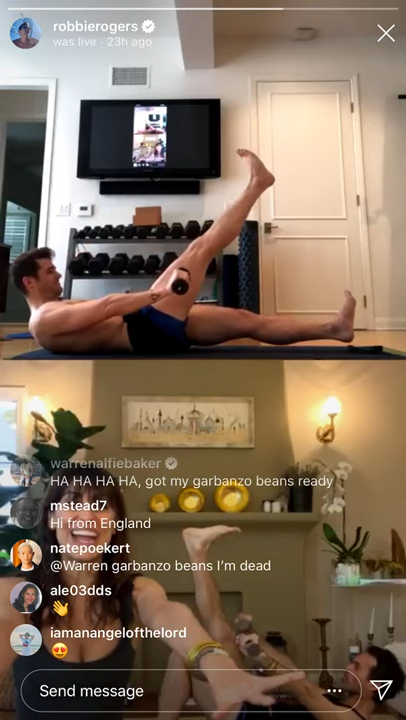 robbierogers
was live · 23h ago
warrenalfiebaker
HA HA HA HA, got my garbanzo beans ready
mstead7
Hi from England
natepoekert
@Warren garbanzo beans I'm dead
ale03dds
👋
iamanangelofthelord
😍
Send message